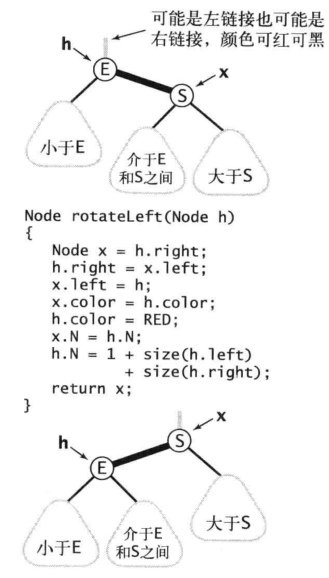 可能是左链接也可能是
右链接，颜色可红可黑
h
E
x
S
小于E
介于E
和S之间
大于S
Node rotateLeft(Node h)
{
    Node x = h.right;
    h.right = x.left;
    x.left = h;
    x.color = h.color;
    h.color = RED;
    x.N = h.N;
    h.N = 1 + size(h.left)
            + size(h.right);
    return x;
}
x
S
h
E
大于S
小于E
介于E
和S之间